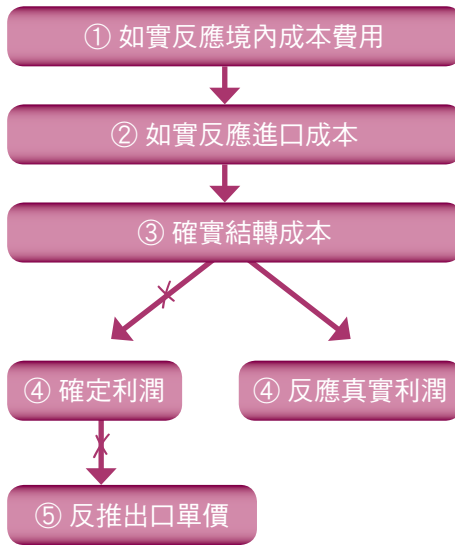 ① 如實反應境內成本費用
② 如實反應進口成本
③ 確實結轉成本
④ 確定利潤
④ 反應真實利潤
⑤ 反推出口單價